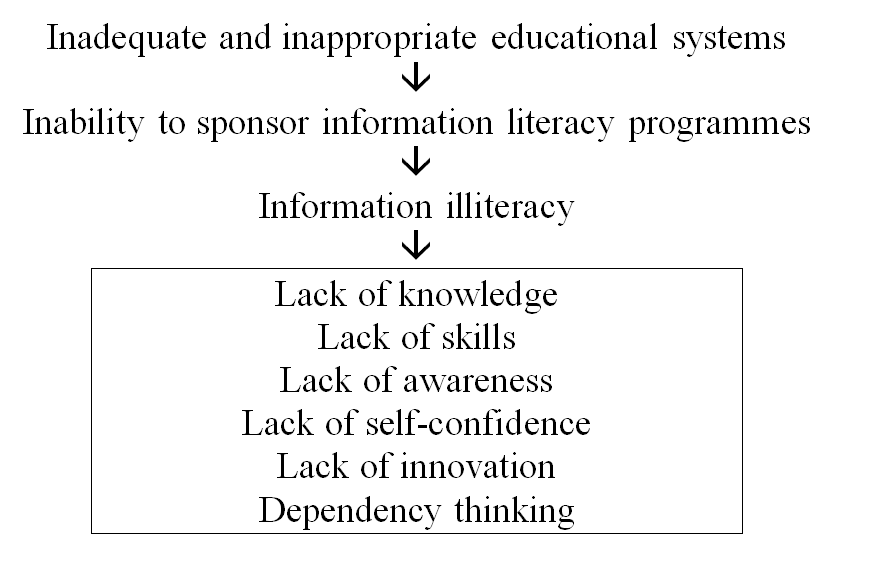 Inadequate and inappropriate educational systems
↓
Inability to sponsor information literacy programmes
↓
Information illiteracy
↓
Lack of knowledge
Lack of skills
Lack of awareness
Lack of self-confidence
Lack of innovation
Dependency thinking